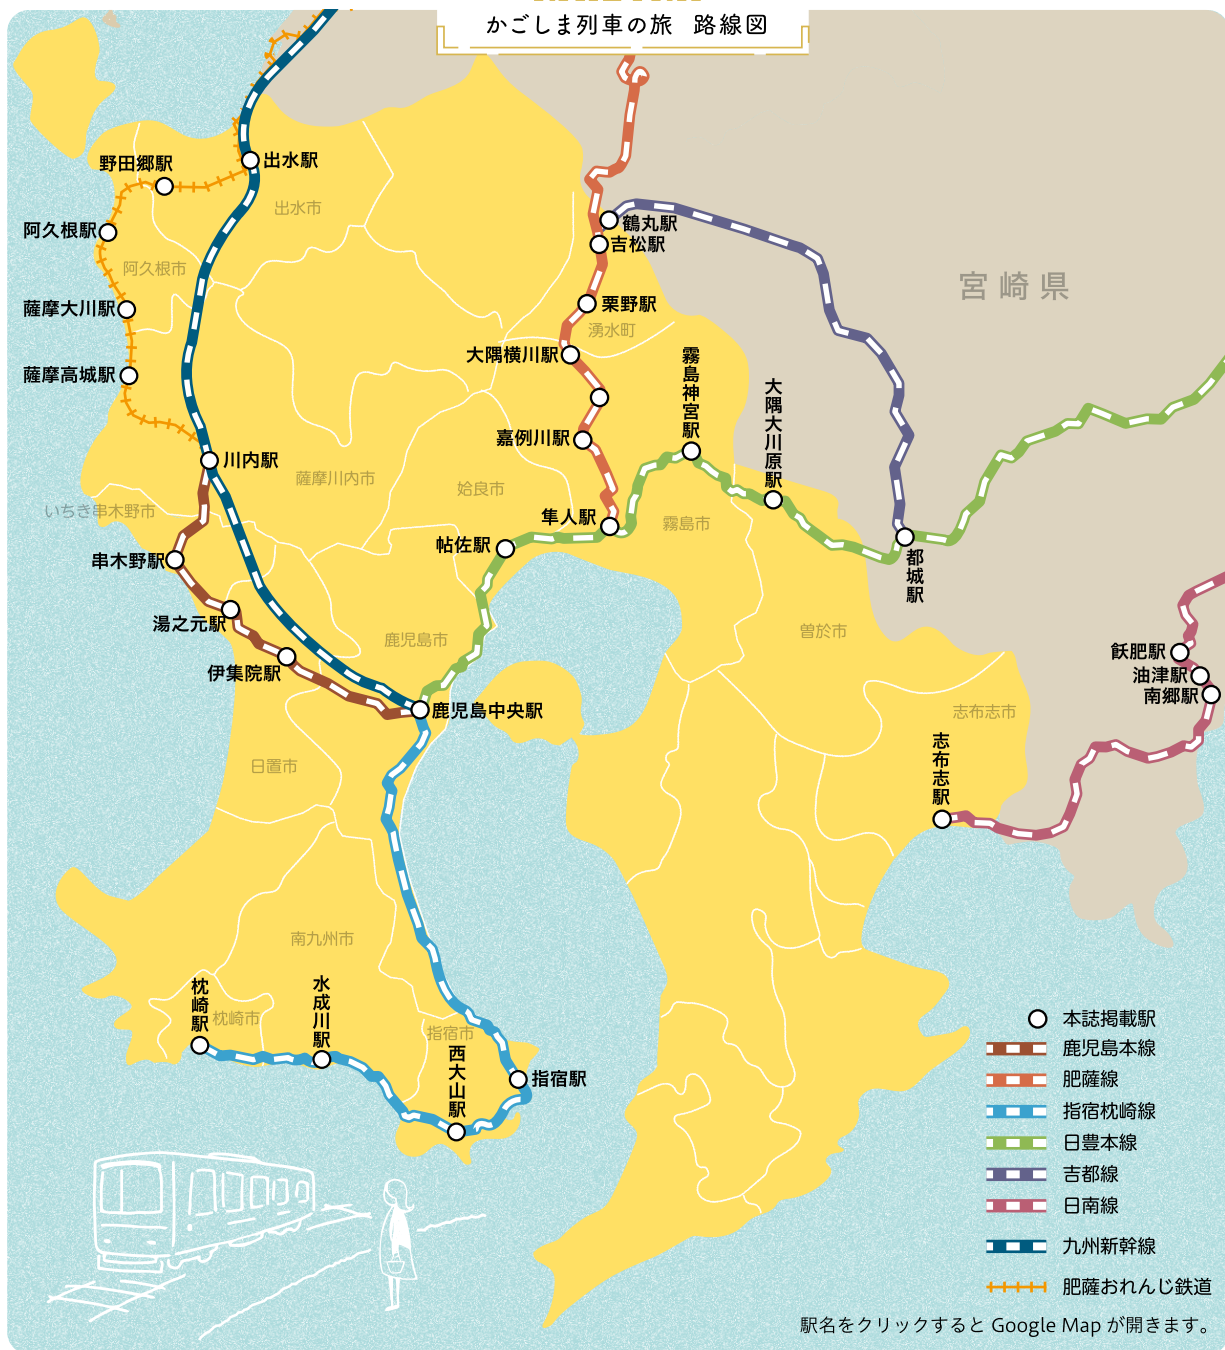 かごしま列車の旅 路線図
野田郷駅
出水駅
出水市
阿久根駅
鶴丸駅
吉松駅
阿久根市
宮崎県
薩摩大川駅
栗野駅
湧水町
大隅横川駅
霧島神宮駅
薩摩高城駅
大隅大川原駅
嘉例川駅
川内駅
薩摩川内市
姶良市
いちき串木野市
隼人駅
霧島市
帖佐駅
都城駅
串木野駅
湯之元駅
鹿児島市
曽於市
伊集院駅
飫肥駅
油津駅
南郷駅
鹿児島中央駅
志布志市
志布志駅
日置市
南九州市
枕崎駅
水成川駅
枕崎市
指宿市
西大山駅
指宿駅
本誌掲載駅
鹿児島本線
肥薩線
指宿枕崎線
日豊本線
吉都線
日南線
九州新幹線
肥薩おれんじ鉄道
駅名をクリックすると Google Map が開きます。